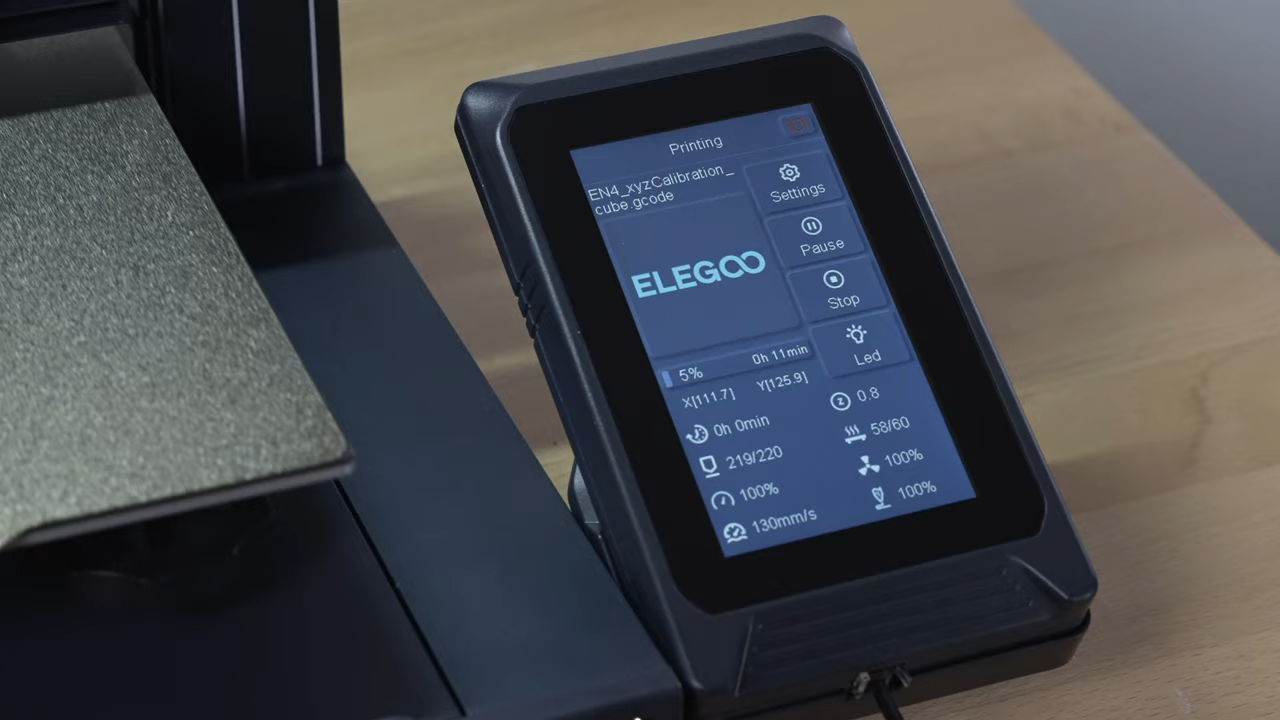 Printing
EN4_xyzCalibration_
cube.gcode
Settings
Pause
ELEGOO
Stop
Led
5% 0h 11min
X[111.7] Y[125.9]
0.8
0h 0min
58/60
219/220
100%
100%
100%
130mm/s